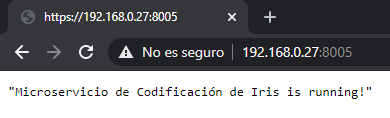 https://192.168.0.27:8005
No es seguro 192.168.0.27:8005
"Microservicio de Codificación de Iris is running!"